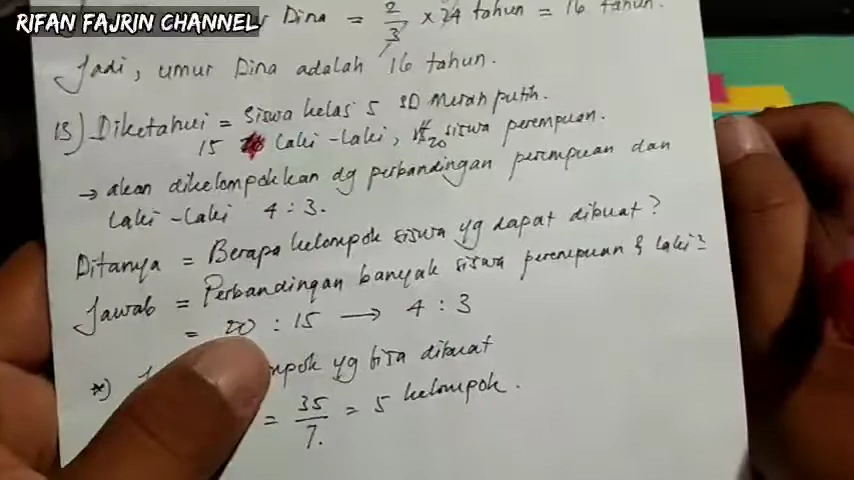 RIFAN FAJRIN CHANNEL
Dina = 2/3 x 24 tahun = 16 tahun.
Jadi, umur Dina adalah 16 tahun.
13) Diketahui = Siswa kelas 5 SD Merah putih.
15 laki-laki, 20 siswa perempuan.
→ akan dikelompokkan dg perbandingan perempuan dan
laki-laki 4:3.
Ditanya = Berapa kelompok siswa yg dapat dibuat?
Jawab = Perbandingan banyak siswa perempuan & laki2
= 20 : 15 → 4 : 3
*) yg bisa dibuat
= 35/7 = 5 kelompok.